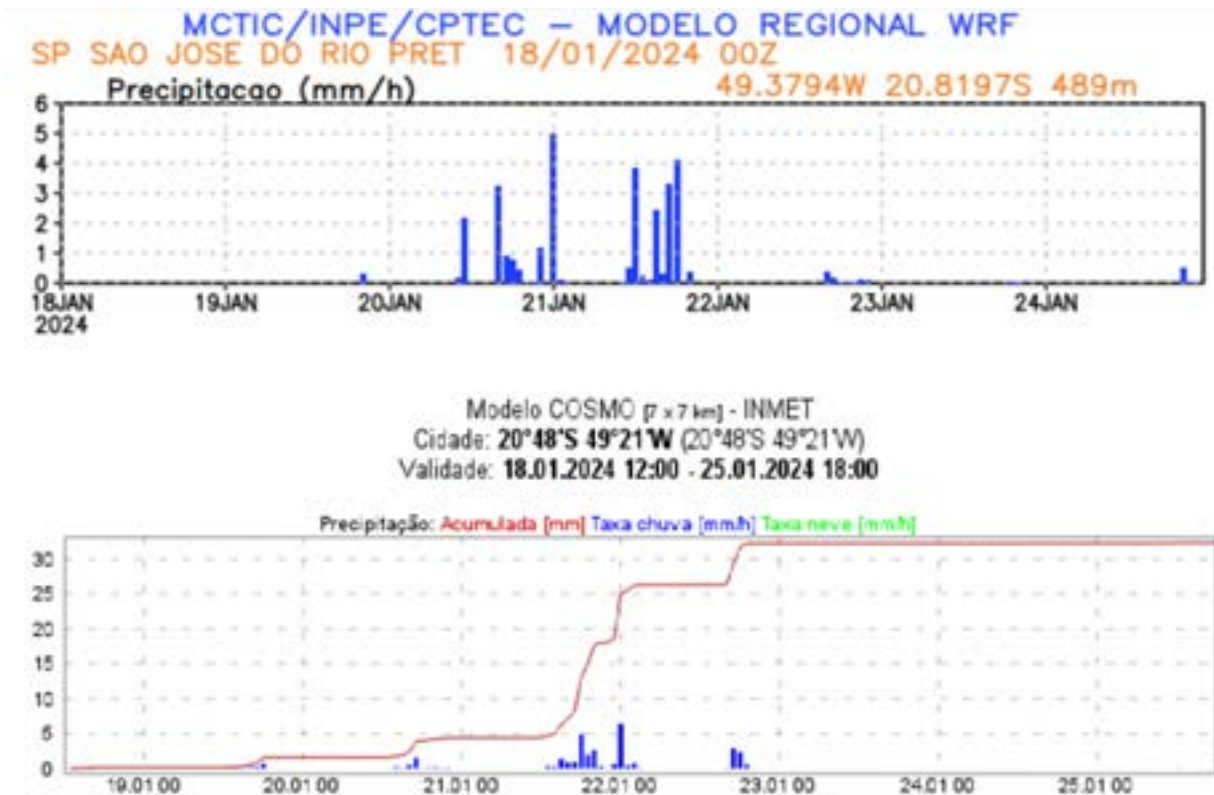 MCTIC/INPE/CPTEC – MODELO REGIONAL WRF
SP SAO JOSE DO RIO PRET 18/01/2024 00Z
Precipitacao (mm/h) 49.3794W 20.8197S 489m
6
5
4
3
2
1
0
18JAN 19JAN 20JAN 21JAN 22JAN 23JAN 24JAN
2024
Modelo COSMO [7 x 7 km] - INMET
Cidade: 20°48'S 49°21'W (20°48'S 49°21'W)
Validade: 18.01.2024 12:00 - 25.01.2024 18:00
Precipitação: Acumulada [mm] Taxa chuva [mm/h] Taxa neve [mm/h]
30
25
20
15
10
5
0
19.01 00 20.01 00 21.01 00 22.01 00 23.01 00 24.01 00 25.01 00